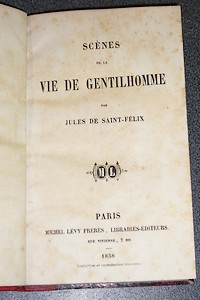 SCÈNES
DE LA
VIE DE GENTILHOMME
PAR
JULES DE SAINT-FÉLIX
ML
PARIS
MICHEL LÉVY FRÈRES, LIBRAIRES-ÉDITEURS
RUE VIVIENNE, 2 BIS
1858